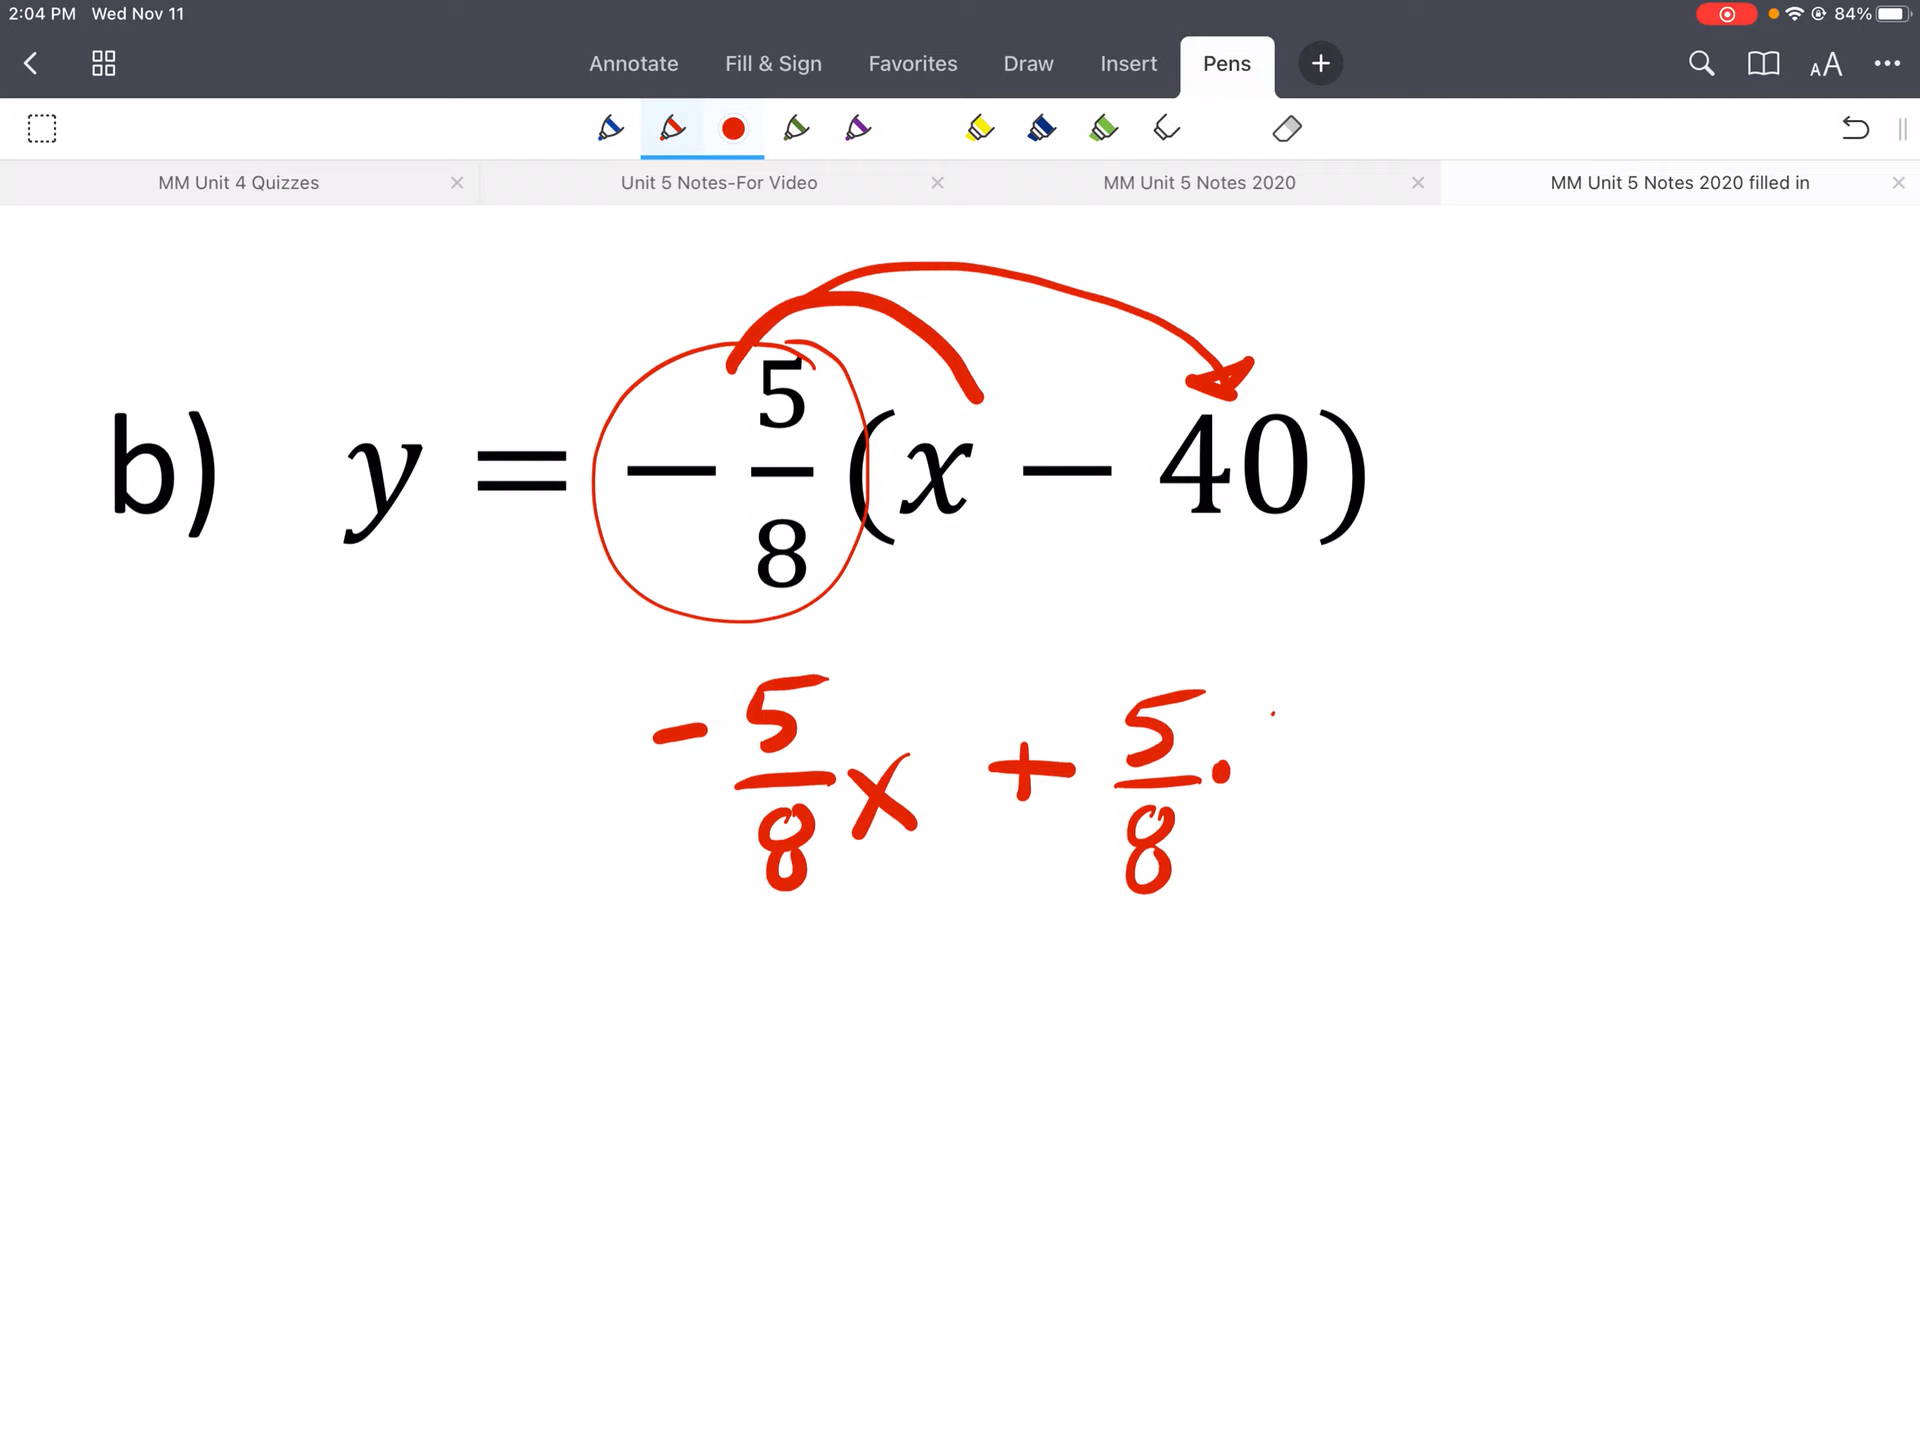 2:04 PM Wed Nov 11 84%
Annotate Fill & Sign Favorites Draw Insert Pens +
AA
MM Unit 4 Quizzes Unit 5 Notes-For Video MM Unit 5 Notes 2020 MM Unit 5 Notes 2020 filled in
b) y = −5/8(x − 40)
-5/8x + 5/8 ·